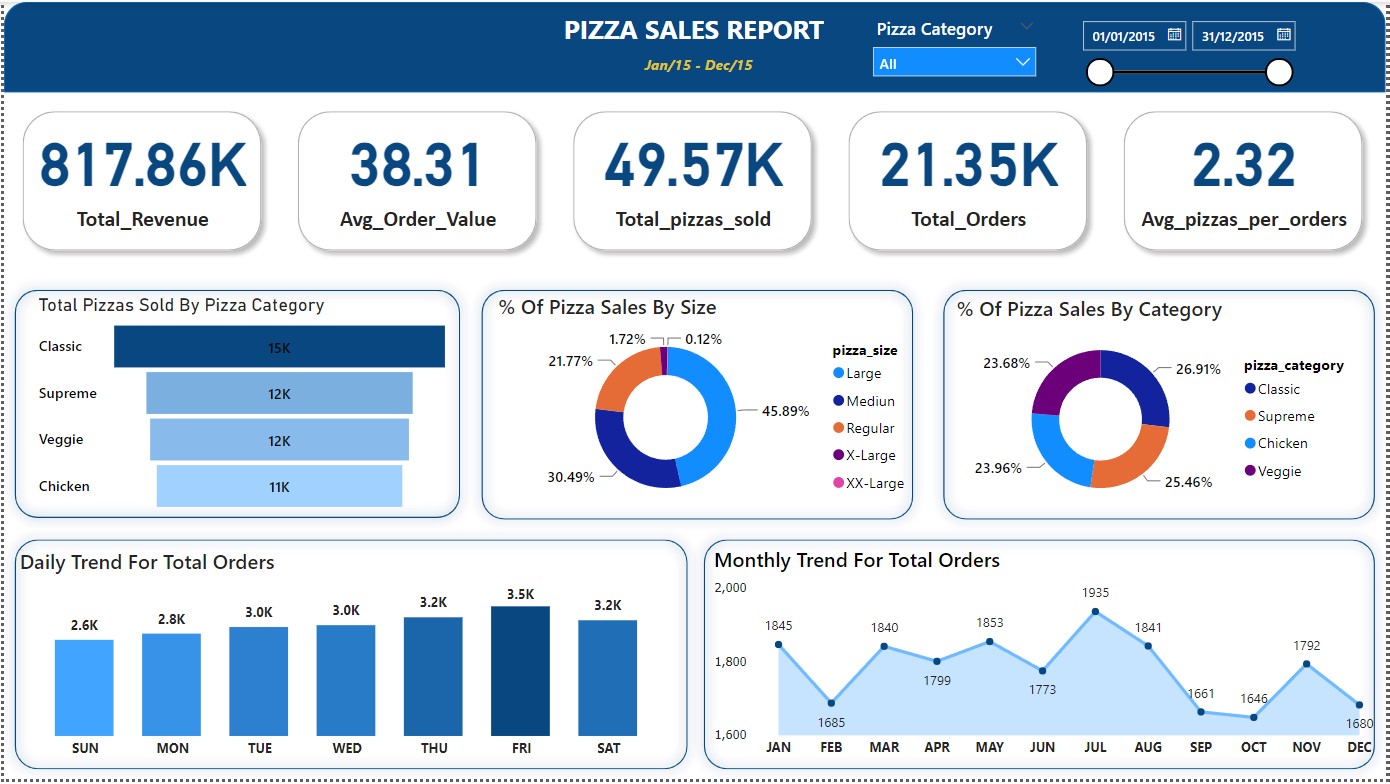 PIZZA SALES REPORT
Jan/15 - Dec/15
Pizza Category
All
01/01/2015
31/12/2015
817.86K
Total_Revenue
38.31
Avg_Order_Value
49.57K
Total_pizzas_sold
21.35K
Total_Orders
2.32
Avg_pizzas_per_orders
Total Pizzas Sold By Pizza Category
Classic
15K
Supreme
12K
Veggie
12K
Chicken
11K
% Of Pizza Sales By Size
1.72%
0.12%
21.77%
45.89%
30.49%
pizza_size
Large
Mediun
Regular
X-Large
XX-Large
% Of Pizza Sales By Category
23.68%
26.91%
23.96%
25.46%
pizza_category
Classic
Supreme
Chicken
Veggie
Daily Trend For Total Orders
2.6K
2.8K
3.0K
3.0K
3.2K
3.5K
3.2K
SUN
MON
TUE
WED
THU
FRI
SAT
Monthly Trend For Total Orders
2,000
1,800
1,600
1845
1685
1840
1799
1853
1773
1935
1841
1661
1646
1792
1680
JAN
FEB
MAR
APR
MAY
JUN
JUL
AUG
SEP
OCT
NOV
DEC